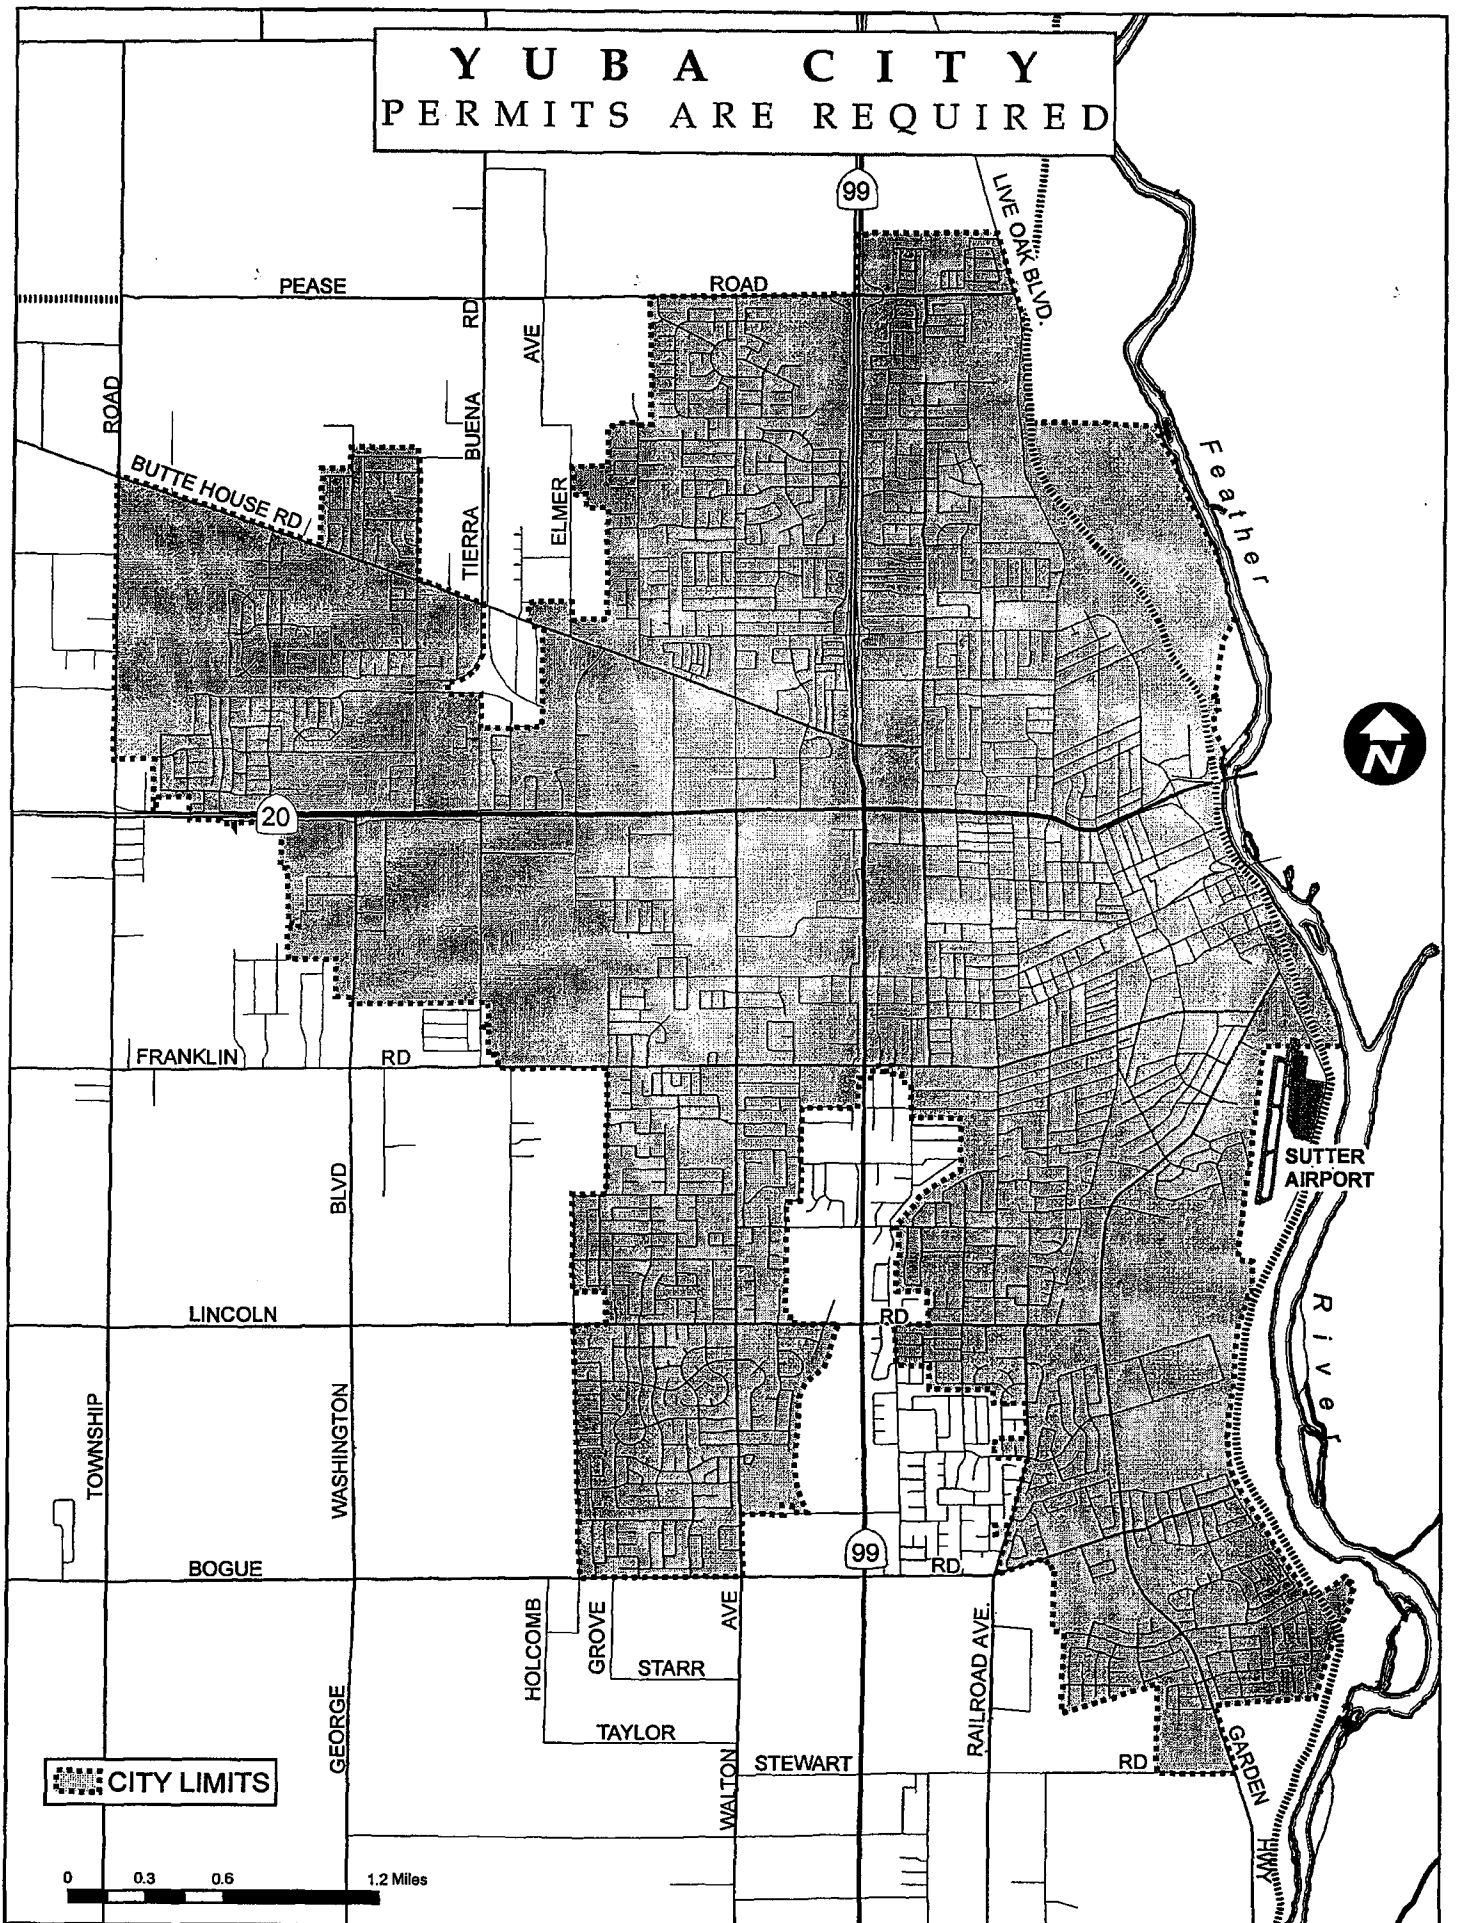 YUBA CITY
PERMITS ARE REQUIRED
99
LIVE OAK BLVD.
PEASE
ROAD
RD
AVE
ROAD
BUENA
BUTTE HOUSE RD
TIERRA
ELMER
Feather
N
20
FRANKLIN
RD
SUTTER
AIRPORT
BLVD
River
LINCOLN
RD
TOWNSHIP
WASHINGTON
BOGUE
99
RD
HOLCOMB
GROVE
AVE
STARR
RAILROAD AVE.
GEORGE
TAYLOR
WALTON
STEWART
RD
GARDEN
HWY
CITY LIMITS
0 0.3 0.6 1.2 Miles